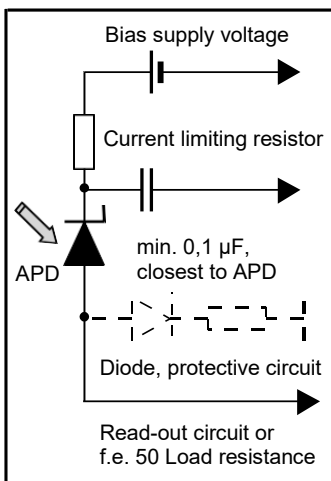 Bias supply voltage
Current limiting resistor
min. 0,1 µF,
closest to APD
APD
Diode, protective circuit
Read-out circuit or
f.e. 50 Load resistance